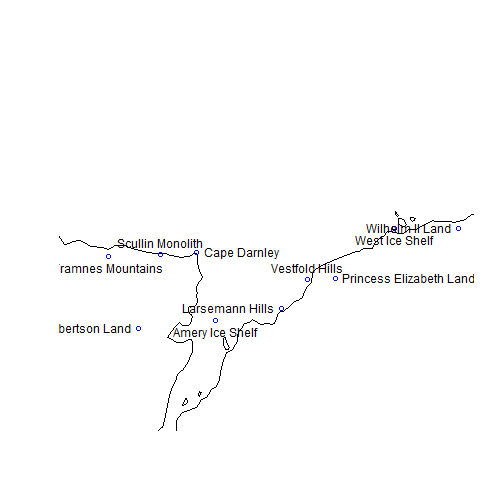 Wilhelm II Land
West Ice Shelf
Scullin Monolith
Cape Darnley
ramnes Mountains
Vestfold Hills
Princess Elizabeth Land
Larsemann Hills
bertson Land
Amery Ice Shelf